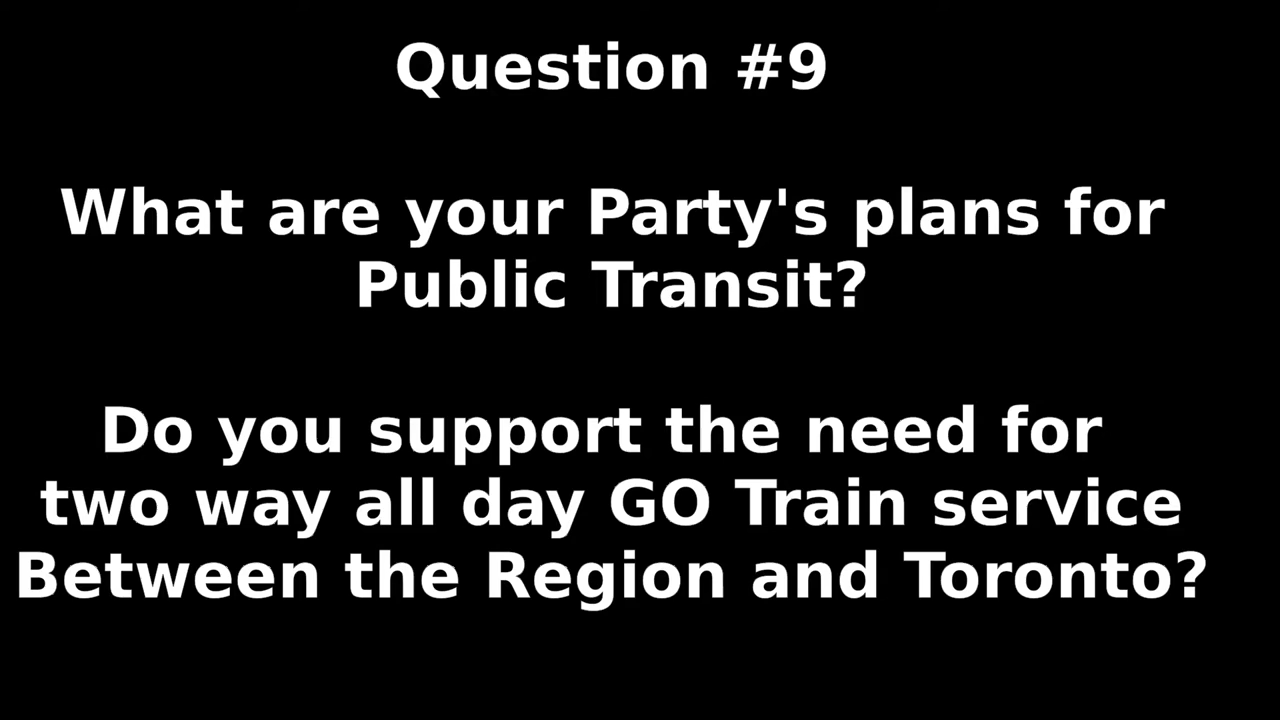 Question #9
What are your Party's plans for
Public Transit?
Do you support the need for
two way all day GO Train service
Between the Region and Toronto?